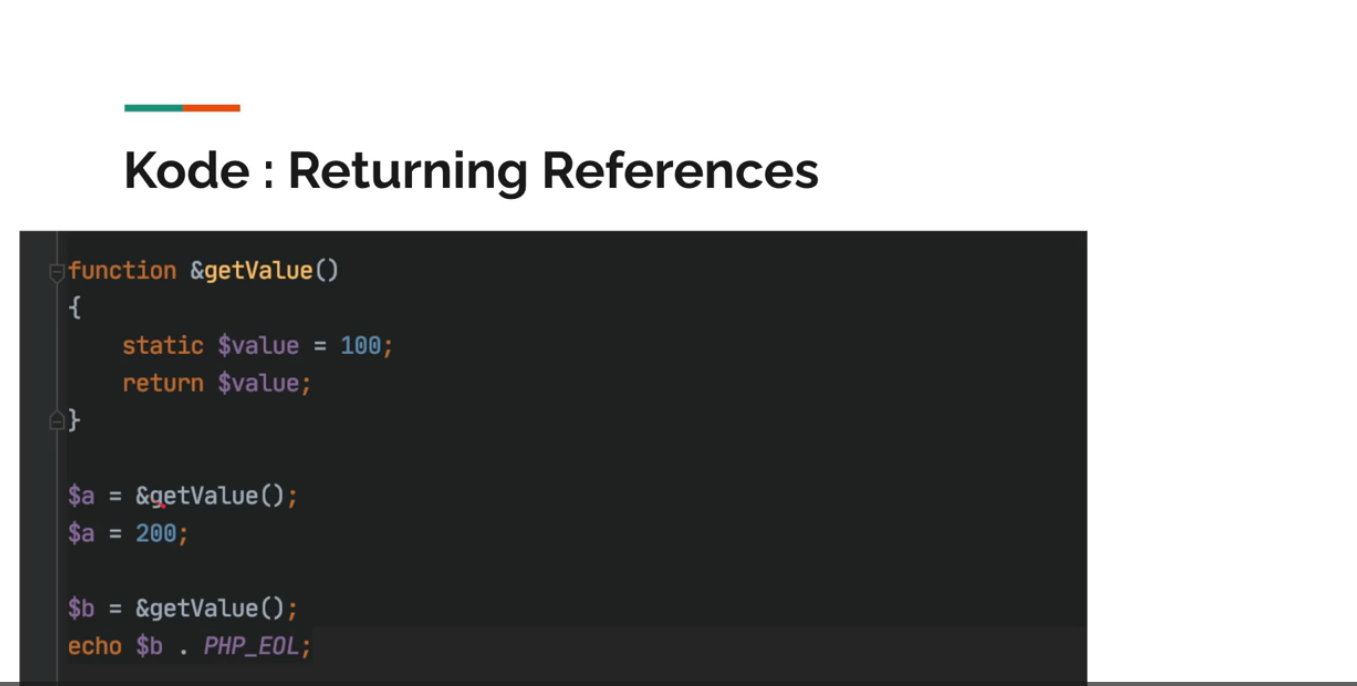 Kode : Returning References
function &getValue()
{
    static $value = 100;
    return $value;
}
$a = &getValue();
$a = 200;
$b = &getValue();
echo $b . PHP_EOL;